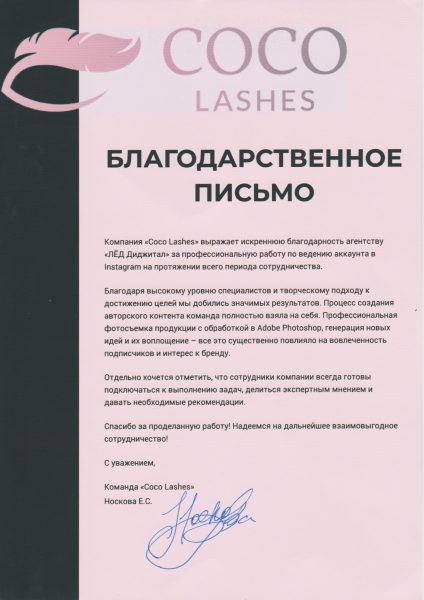 COCO
LASHES
БЛАГОДАРСТВЕННОЕ
ПИСЬМО
Компания «Coco Lashes» выражает искреннюю благодарность агентству
«ЛЁД Диджитал» за профессиональную работу по ведению аккаунта в
Instagram на протяжении всего периода сотрудничества.
Благодаря высокому уровню специалистов и творческому подходу к
достижению целей мы добились значимых результатов. Процесс создания
авторского контента команда полностью взяла на себя. Профессиональная
фотосъемка продукции с обработкой в Adobe Photoshop, генерация новых
идей и их воплощение – все это существенно повлияло на вовлеченность
подписчиков и интерес к бренду.
Отдельно хочется отметить, что сотрудники компании всегда готовы
подключаться к выполнению задач, делиться экспертным мнением и
давать необходимые рекомендации.
Спасибо за проделанную работу! Надеемся на дальнейшее взаимовыгодное
сотрудничество!
С уважением,
Команда «Coco Lashes»
Носкова Е.С.